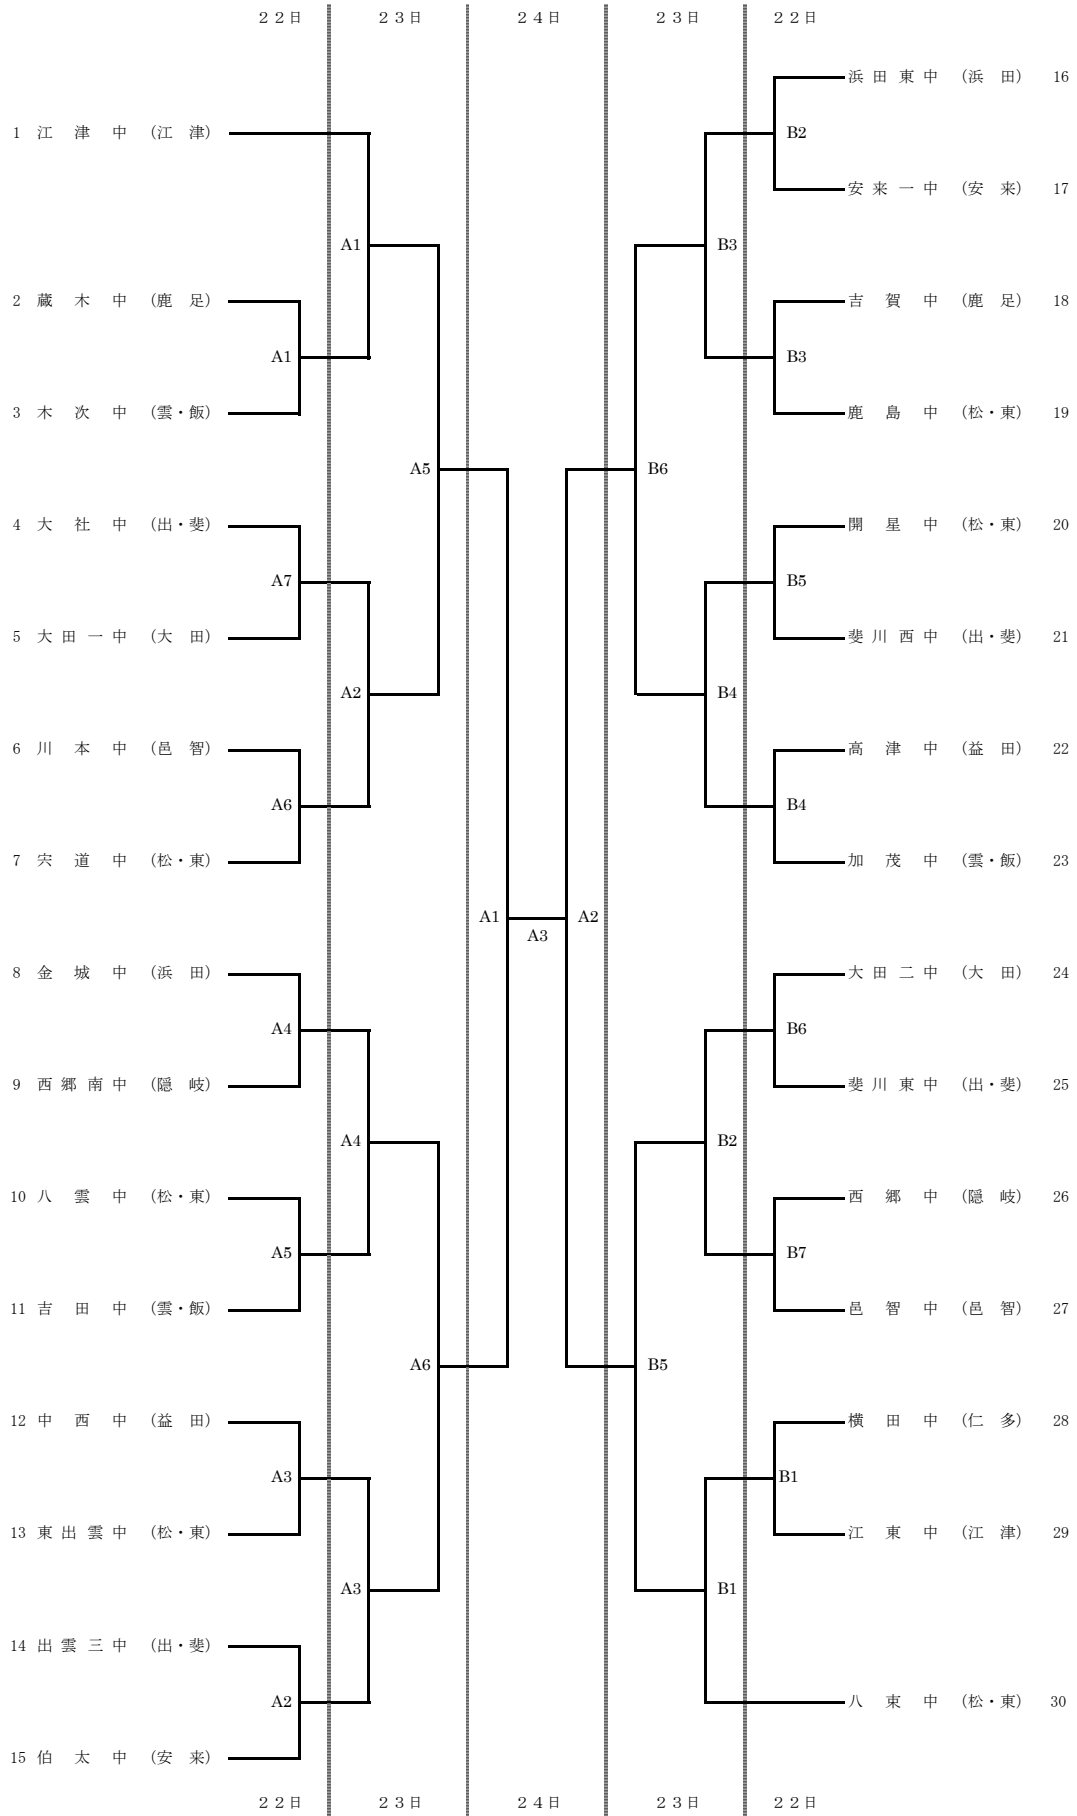 ２２日 ２３日 ２４日 ２３日 ２２日
浜田東中 （浜 田） 16
1 江津中 （江 津）
B2
安来一中 （安 来） 17
A1 B3
2 蔵木中 （鹿 足）
吉賀中 （鹿 足） 18
A1 B3
3 木次中 （雲・飯）
鹿島中 （松・東） 19
A5 B6
4 大社中 （出・斐）
開星中 （松・東） 20
A7 B5
5 大田一中 （大 田）
斐川西中 （出・斐） 21
A2 B4
6 川本中 （邑 智）
高津中 （益 田） 22
A6 B4
7 宍道中 （松・東）
加茂中 （雲・飯） 23
A1 A2
A3
8 金城中 （浜 田）
大田二中 （大 田） 24
A4 B6
9 西郷南中 （隠 岐）
斐川東中 （出・斐） 25
A4 B2
10 八雲中 （松・東）
西郷中 （隠 岐） 26
A5 B7
11 吉田中 （雲・飯）
邑智中 （邑 智） 27
A6 B5
12 中西中 （益 田）
横田中 （仁 多） 28
A3 B1
13 東出雲中 （松・東）
江東中 （江 津） 29
A3 B1
14 出雲三中 （出・斐）
A2
八束中 （松・東） 30
15 伯太中 （安 来）
２２日 ２３日 ２４日 ２３日 ２２日